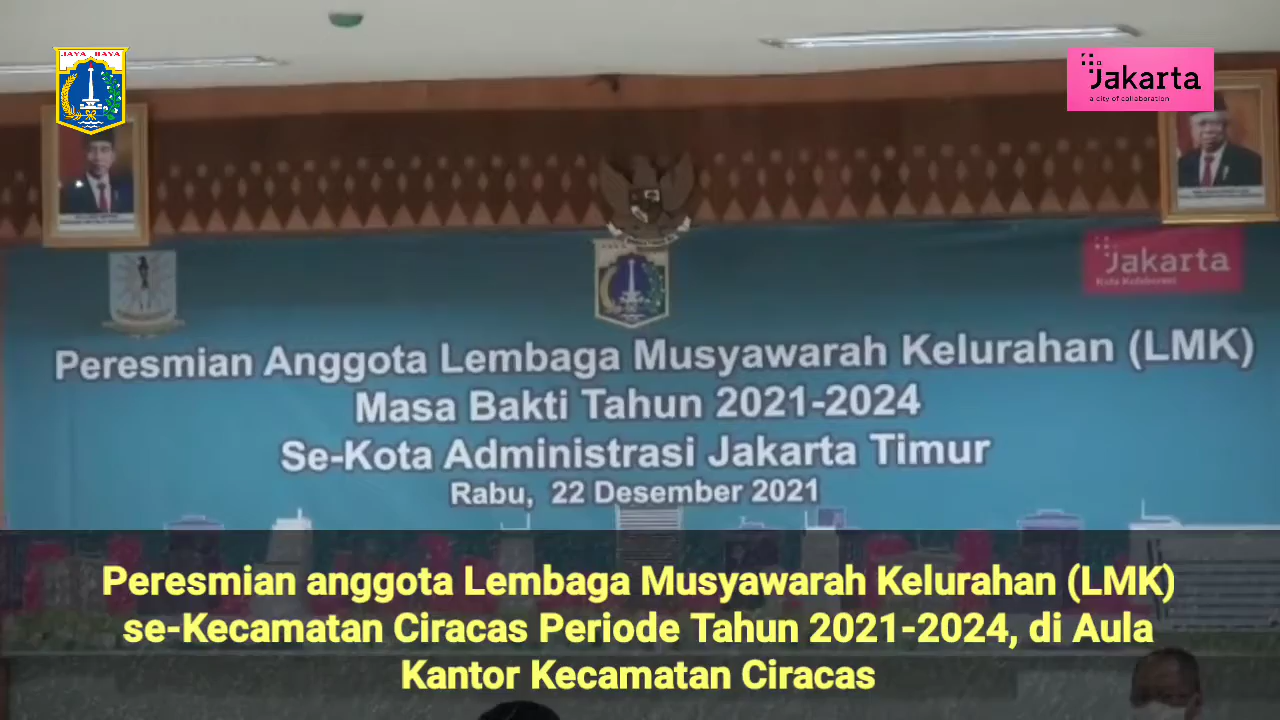 JAYA RAYA
Jakarta
a city of collaboration
Jakarta
Kota Kolaborasi
Peresmian Anggota Lembaga Musyawarah Kelurahan (LMK)
Masa Bakti Tahun 2021-2024
Se-Kota Administrasi Jakarta Timur
Rabu, 22 Desember 2021
Peresmian anggota Lembaga Musyawarah Kelurahan (LMK)
se-Kecamatan Ciracas Periode Tahun 2021-2024, di Aula
Kantor Kecamatan Ciracas